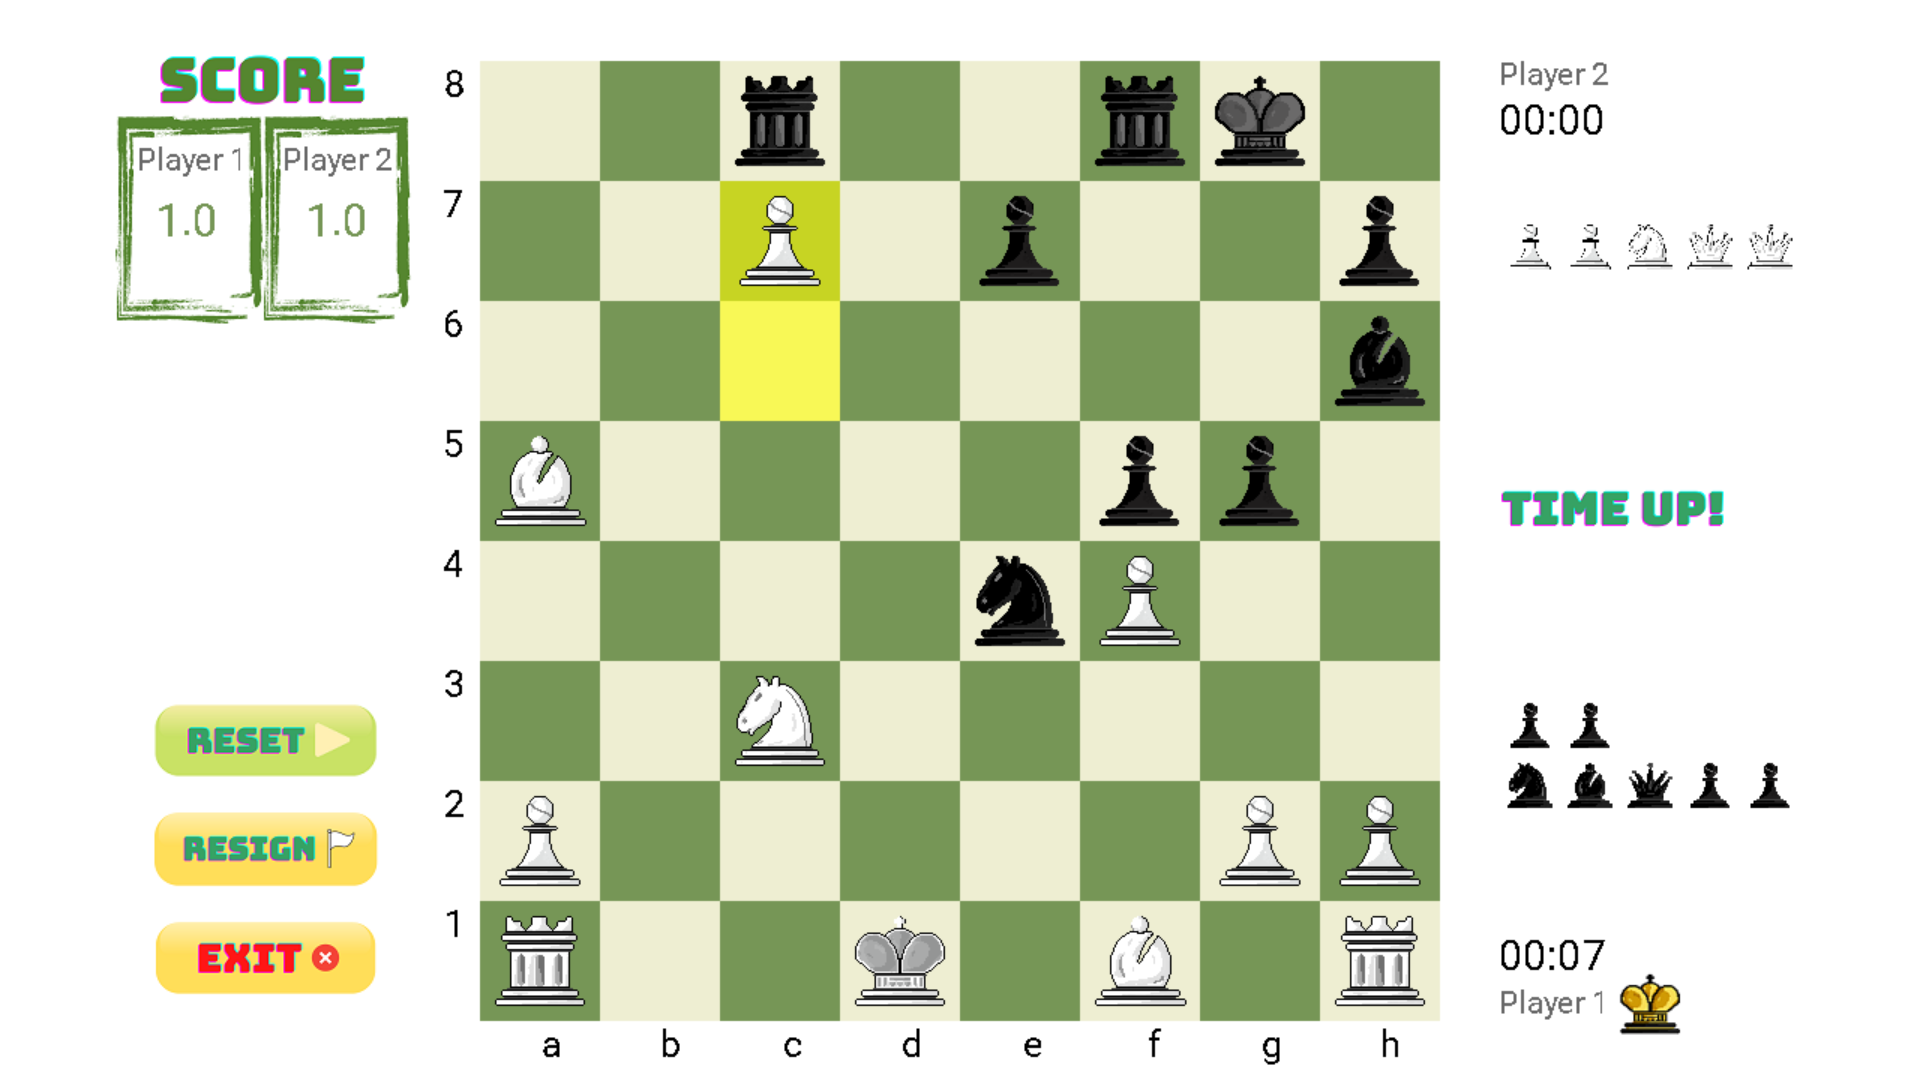 SCORE
Player 1 Player 2
1.0 1.0
RESET
RESIGN
EXIT
8
7
6
5
4
3
2
1
a b c d e f g h
Player 2
00:00
TIME UP!
00:07
Player 1